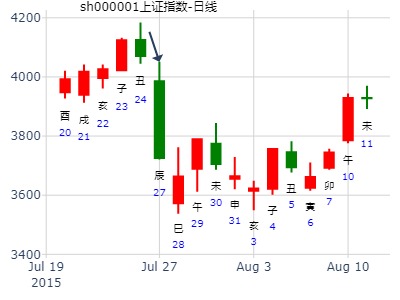 sh000001上证指数-日线
4200
4000
3800
3600
3400
酉
20
戌
21
亥
22
子
23
丑
24
辰
27
巳
28
午
29
未
30
申
31
亥
3
子
4
丑
5
寅
6
卯
7
午
10
未
11
Jul 19
2015
Jul 27
Aug 3
Aug 10